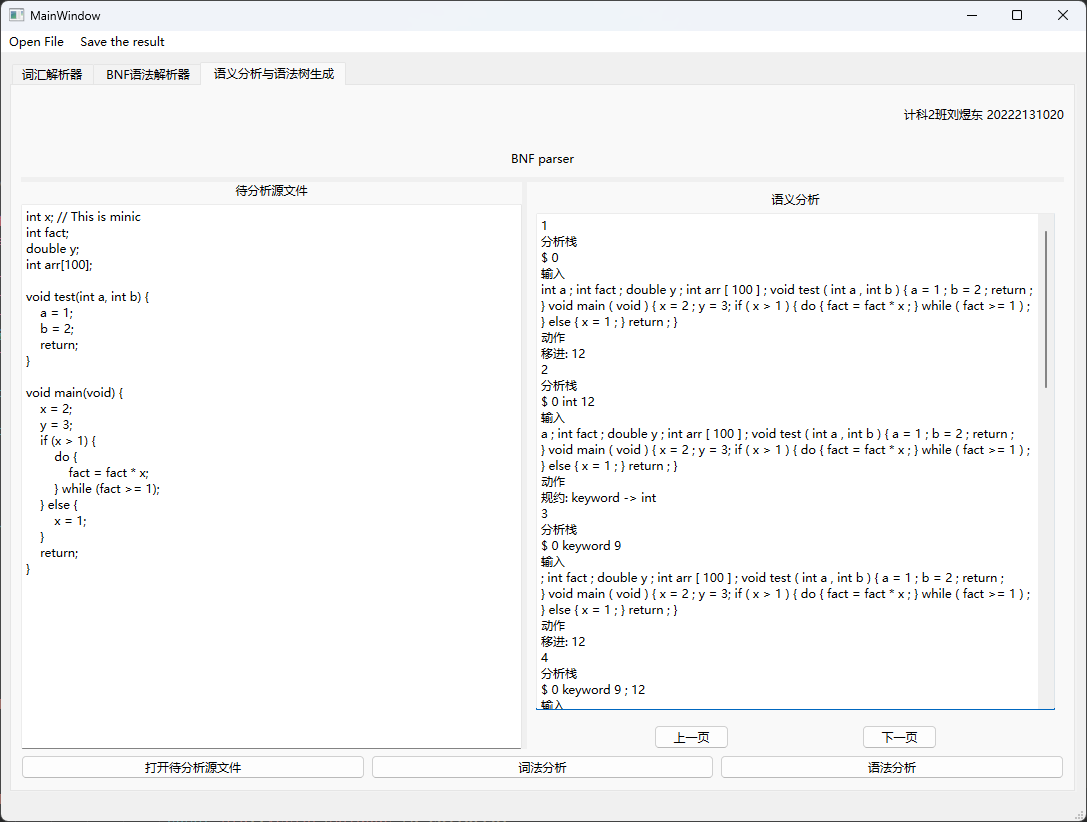 MainWindow
Open File Save the result
词汇解析器 BNF语法解析器 语义分析与语法树生成
计科2班刘煜东 20222131020
BNF parser
待分析源文件
int x; // This is minic
int fact;
double y;
int arr[100];
void test(int a, int b) {
a = 1;
b = 2;
return;
}
void main(void) {
x = 2;
y = 3;
if (x > 1) {
do {
fact = fact * x;
} while (fact >= 1);
} else {
x = 1;
}
return;
}
语义分析
1
分析栈
$ 0
输入
int a ; int fact ; double y ; int arr [ 100 ] ; void test ( int a , int b ) { a = 1 ; b = 2 ; return ;
} void main ( void ) { x = 2 ; y = 3; if ( x > 1 ) { do { fact = fact * x ; } while ( fact >= 1 ) ;
} else { x = 1 ; } return ; }
动作
移进: 12
2
分析栈
$ 0 int 12
输入
a ; int fact ; double y ; int arr [ 100 ] ; void test ( int a , int b ) { a = 1 ; b = 2 ; return ;
} void main ( void ) { x = 2 ; y = 3; if ( x > 1 ) { do { fact = fact * x ; } while ( fact >= 1 ) ;
} else { x = 1 ; } return ; }
动作
规约: keyword -> int
3
分析栈
$ 0 keyword 9
输入
; int fact ; double y ; int arr [ 100 ] ; void test ( int a , int b ) { a = 1 ; b = 2 ; return ;
} void main ( void ) { x = 2 ; y = 3; if ( x > 1 ) { do { fact = fact * x ; } while ( fact >= 1 ) ;
} else { x = 1 ; } return ; }
动作
移进: 12
4
分析栈
$ 0 keyword 9 ; 12
输入
上一页 下一页
打开待分析源文件 词法分析 语法分析